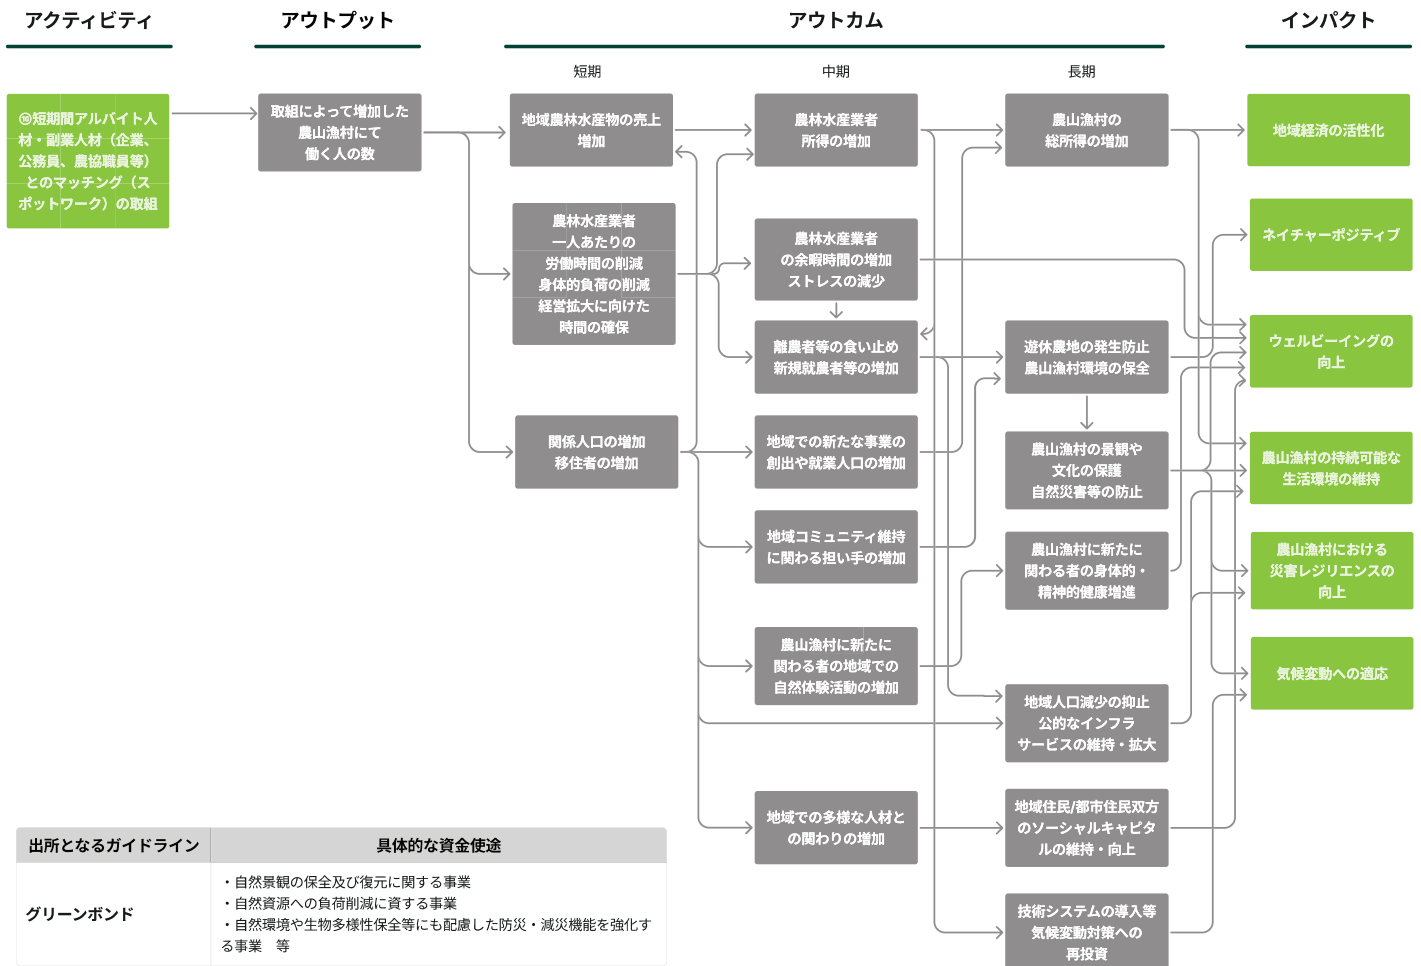 アクティビティ
アウトプット
アウトカム
インパクト
短期
中期
長期
⑩短期間アルバイト人
材・副業人材（企業、
公務員、農協職員等）
とのマッチング（ス
ポットワーク）の取組
取組によって増加した
農山漁村にて
働く人の数
地域農林水産物の売上
増加
農林水産業者
一人あたりの
労働時間の削減
身体的負荷の削減
経営拡大に向けた
時間の確保
関係人口の増加
移住者の増加
農林水産業者
所得の増加
農林水産業者
の余暇時間の増加
ストレスの減少
離農者等の食い止め
新規就農者等の増加
地域での新たな事業の
創出や就業人口の増加
地域コミュニティ維持
に関わる担い手の増加
農山漁村に新たに
関わる者の地域での
自然体験活動の増加
地域での多様な人材と
の関わりの増加
農山漁村の
総所得の増加
遊休農地の発生防止
農山漁村環境の保全
農山漁村の景観や
文化の保護
自然災害等の防止
農山漁村に新たに
関わる者の身体的・
精神的健康増進
地域人口減少の抑止
公的なインフラ
サービスの維持・拡大
地域住民/都市住民双方
のソーシャルキャピタ
ルの維持・向上
技術システムの導入等
気候変動対策への
再投資
地域経済の活性化
ネイチャーポジティブ
ウェルビーイングの
向上
農山漁村の持続可能な
生活環境の維持
農山漁村における
災害レジリエンスの
向上
気候変動への適応
出所となるガイドライン
具体的な資金使途
グリーンボンド
・自然景観の保全及び復元に関する事業
・自然資源への負荷削減に資する事業
・自然環境や生物多様性保全等にも配慮した防災・減災機能を強化す
る事業　等